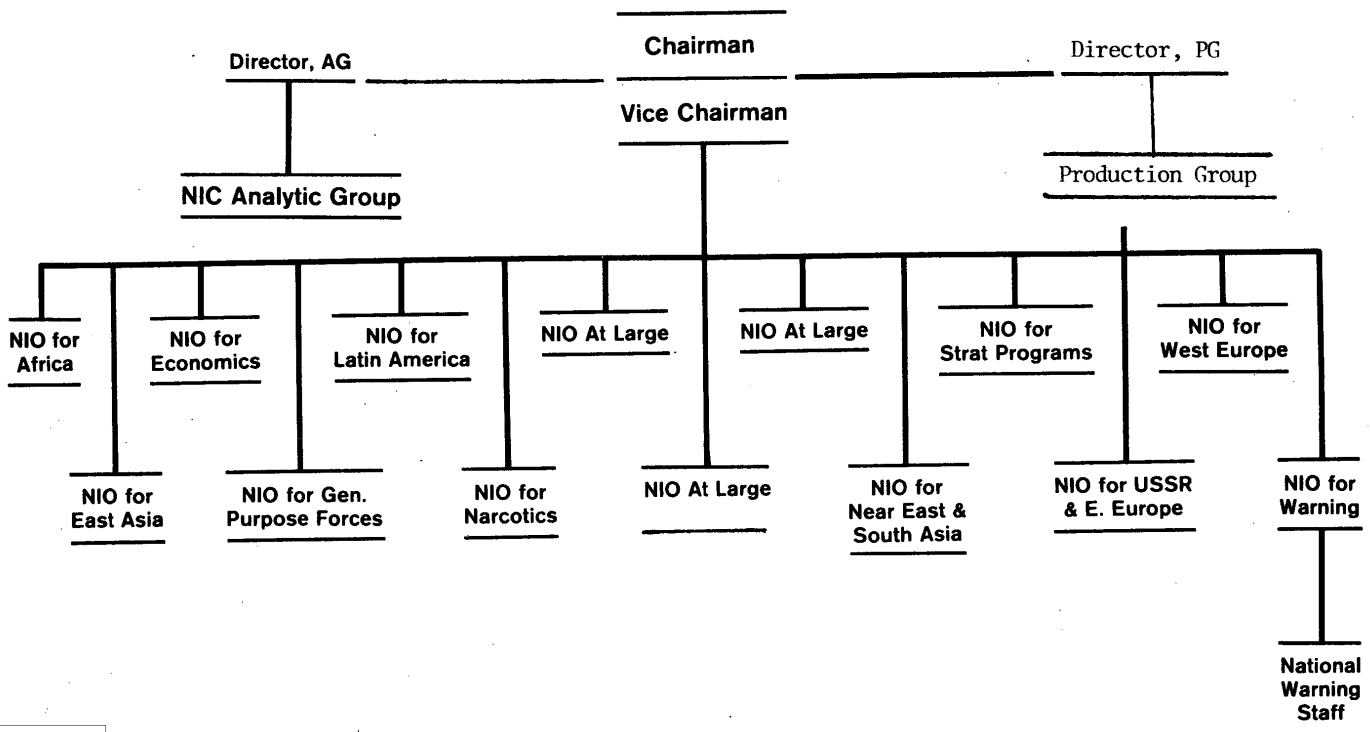 Chairman
Director, AG
Director, PG
Vice Chairman
NIC Analytic Group
Production Group
NIO for
Africa
NIO for
Economics
NIO for
Latin America
NIO At Large
NIO At Large
NIO for
Strat Programs
NIO for
West Europe
NIO for
East Asia
NIO for Gen.
Purpose Forces
NIO for
Narcotics
NIO At Large
NIO for
Near East &
South Asia
NIO for USSR
& E. Europe
NIO for
Warning
National
Warning
Staff